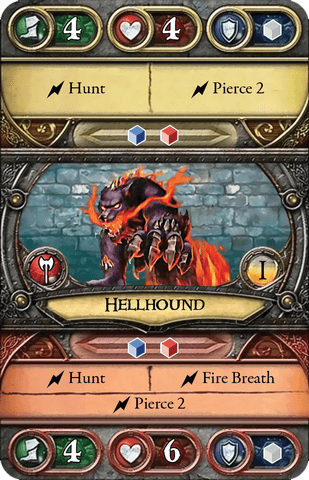 4 4
Hunt Pierce 2
I
Hellhound
Hunt Fire Breath
Pierce 2
4 6